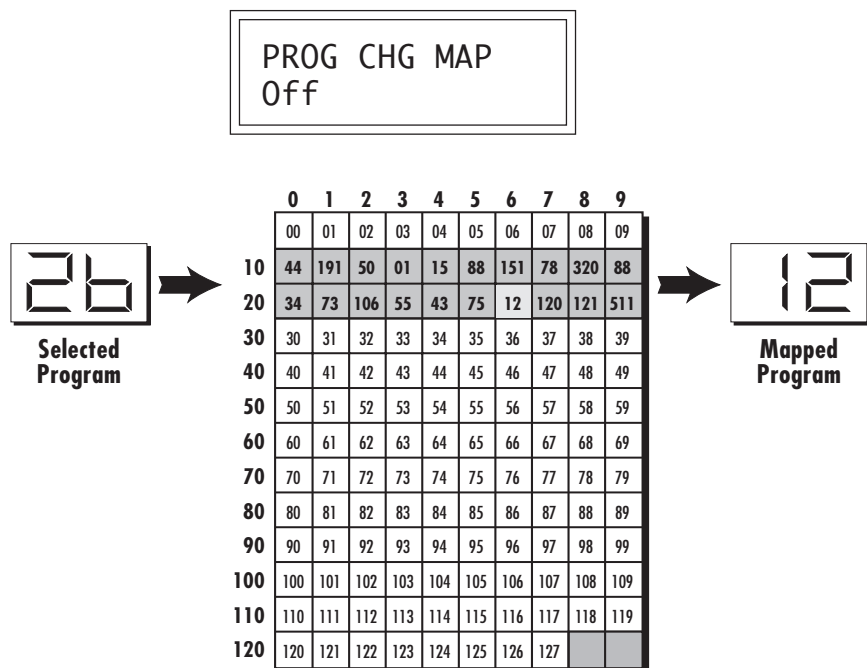 PROG CHG MAP
Off
0 1 2 3 4 5 6 7 8 9
00 01 02 03 04 05 06 07 08 09
10 44 191 50 01 15 88 151 78 320 88
20 34 73 106 55 43 75 12 120 121 511
30 30 31 32 33 34 35 36 37 38 39
40 40 41 42 43 44 45 46 47 48 49
50 50 51 52 53 54 55 56 57 58 59
60 60 61 62 63 64 65 66 67 68 69
70 70 71 72 73 74 75 76 77 78 79
80 80 81 82 83 84 85 86 87 88 89
90 90 91 92 93 94 95 96 97 98 99
100 100 101 102 103 104 105 106 107 108 109
110 110 111 112 113 114 115 116 117 118 119
120 120 121 122 123 124 125 126 127
26
Selected
Program
12
Mapped
Program